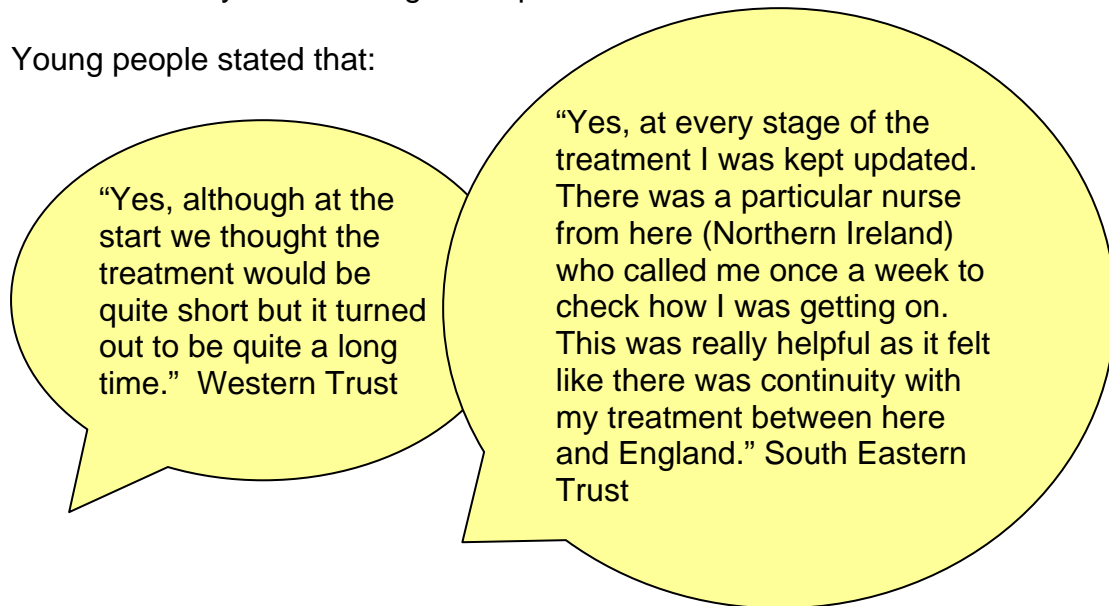 Young people stated that:
“Yes, although at the
start we thought the
treatment would be
quite short but it turned
out to be quite a long
time.”  Western Trust
“Yes, at every stage of the
treatment I was kept updated.
There was a particular nurse
from here (Northern Ireland)
who called me once a week to
check how I was getting on.
This was really helpful as it felt
like there was continuity with
my treatment between here
and England.” South Eastern
Trust